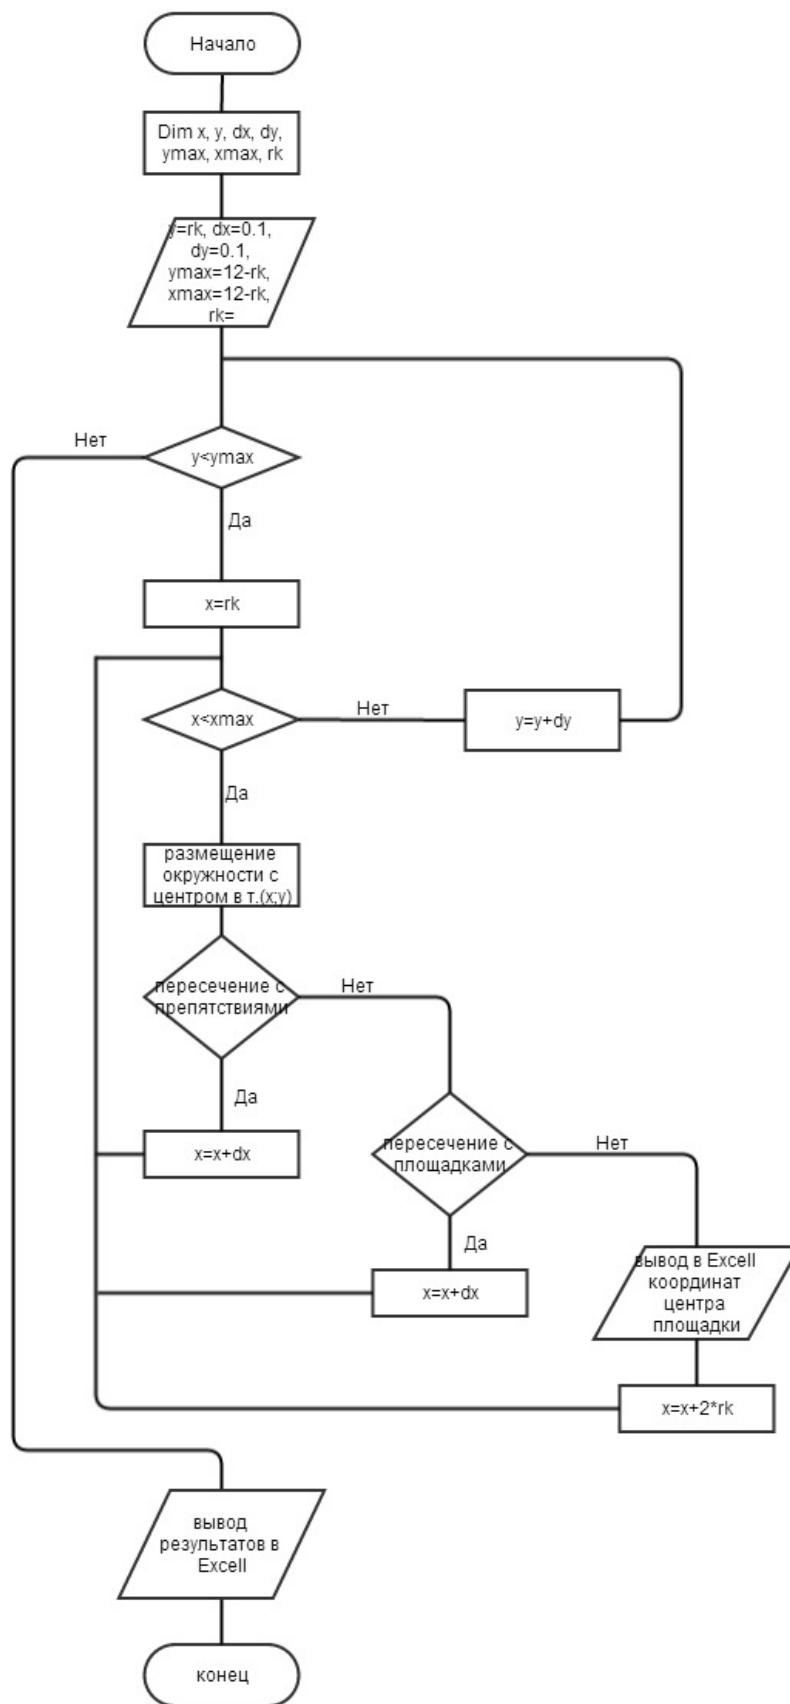 Начало
Dim x, y, dx, dy,
ymax, xmax, rk
y=rk, dx=0.1,
dy=0.1,
ymax=12-rk,
xmax=12-rk,
rk=
Нет
y<ymax
Да
x=rk
x<xmax
Нет
y=y+dy
Да
размещение
окружности с
центром в т.(x;y)
пересечение с
препятствиями
Нет
Да
x=x+dx
пересечение с
площадками
Нет
Да
x=x+dx
вывод в Excell
координат
центра
площадки
x=x+2*rk
вывод
результатов в
Excell
конец